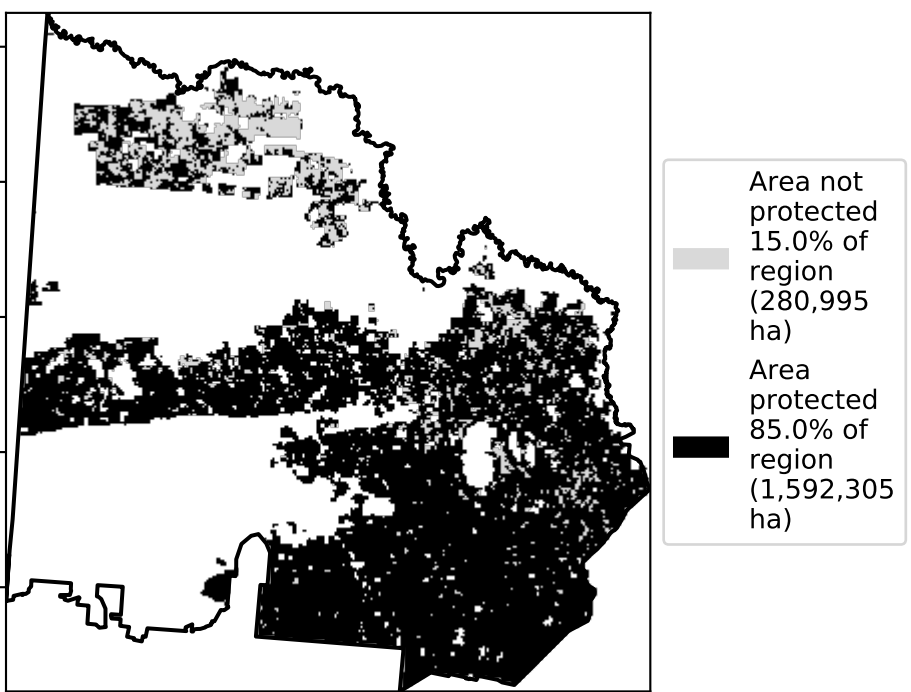 Area not
protected
15.0% of
region
(280,995
ha)
Area
protected
85.0% of
region
(1,592,305
ha)